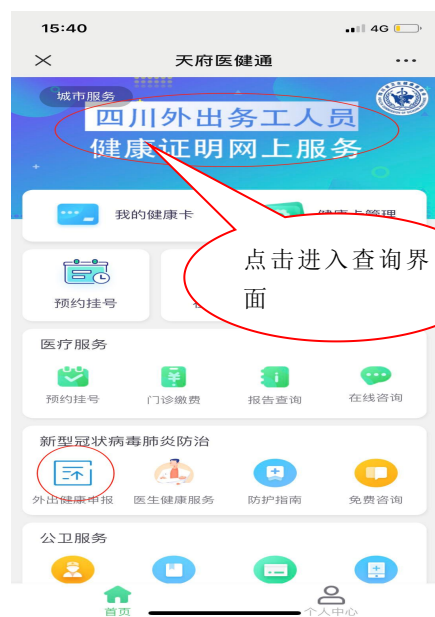 15:40
4G
天府医健通
城市服务
四川外出务工人员
健康证明网上服务
我的健康卡
健康卡管理
点击进入查询界
面
预约挂号
医疗服务
预约挂号
门诊缴费
报告查询
在线咨询
新型冠状病毒肺炎防治
外出健康申报
医生健康服务
防护指南
免费咨询
公卫服务
首页
个人中心